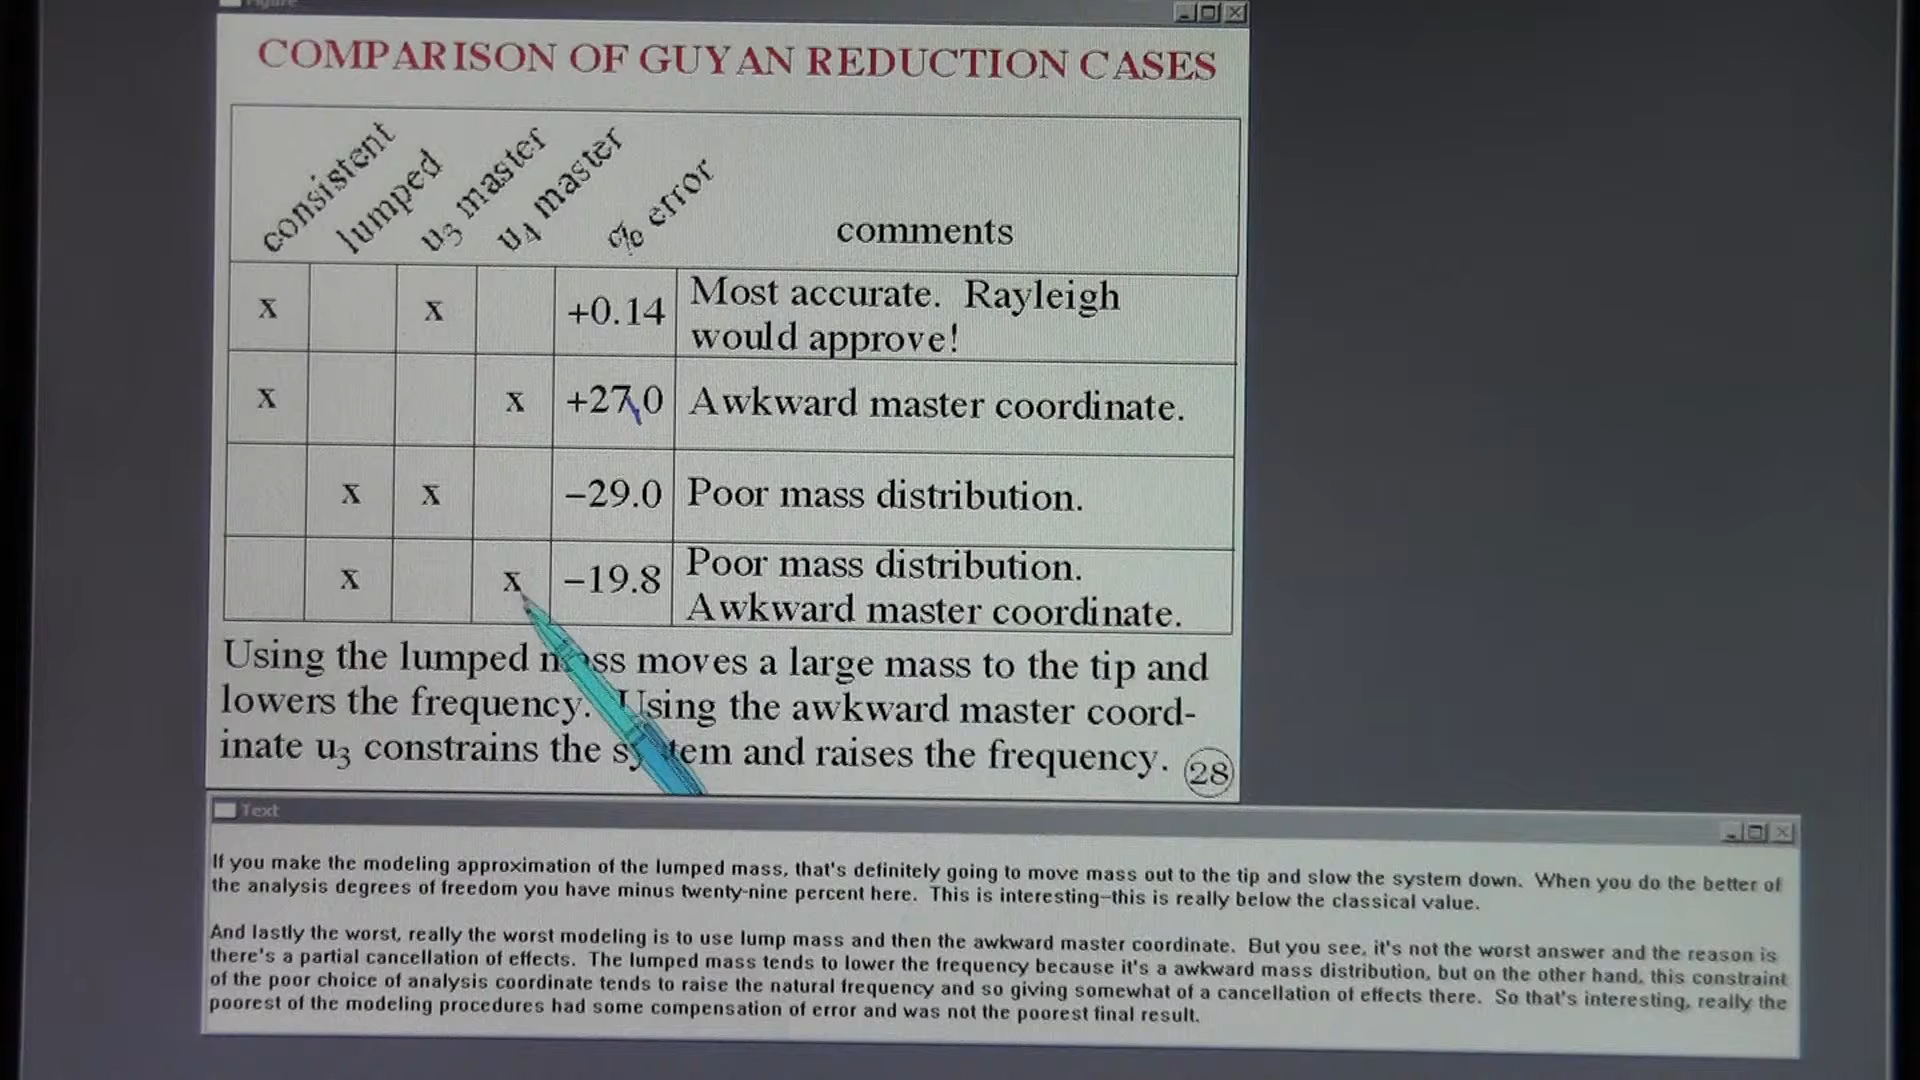 Figure
COMPARISON OF GUYAN REDUCTION CASES
consistent
lumped
u3 master
u4 master
% error
comments
x x +0.14 Most accurate. Rayleigh
would approve!
x x +27.0 Awkward master coordinate.
x x −29.0 Poor mass distribution.
x x −19.8 Poor mass distribution.
Awkward master coordinate.
Using the lumped mass moves a large mass to the tip and
lowers the frequency. Using the awkward master coord-
inate u3 constrains the system and raises the frequency.
28
Text
If you make the modeling approximation of the lumped mass, that's definitely going to move mass out to the tip and slow the system down. When you do the better of
the analysis degrees of freedom you have minus twenty-nine percent here. This is interesting–this is really below the classical value.
And lastly the worst, really the worst modeling is to use lump mass and then the awkward master coordinate. But you see, it's not the worst answer and the reason is
there's a partial cancellation of effects. The lumped mass tends to lower the frequency because it's a awkward mass distribution, but on the other hand, this constraint
of the poor choice of analysis coordinate tends to raise the natural frequency and so giving somewhat of a cancellation of effects there. So that's interesting, really the
poorest of the modeling procedures had some compensation of error and was not the poorest final result.